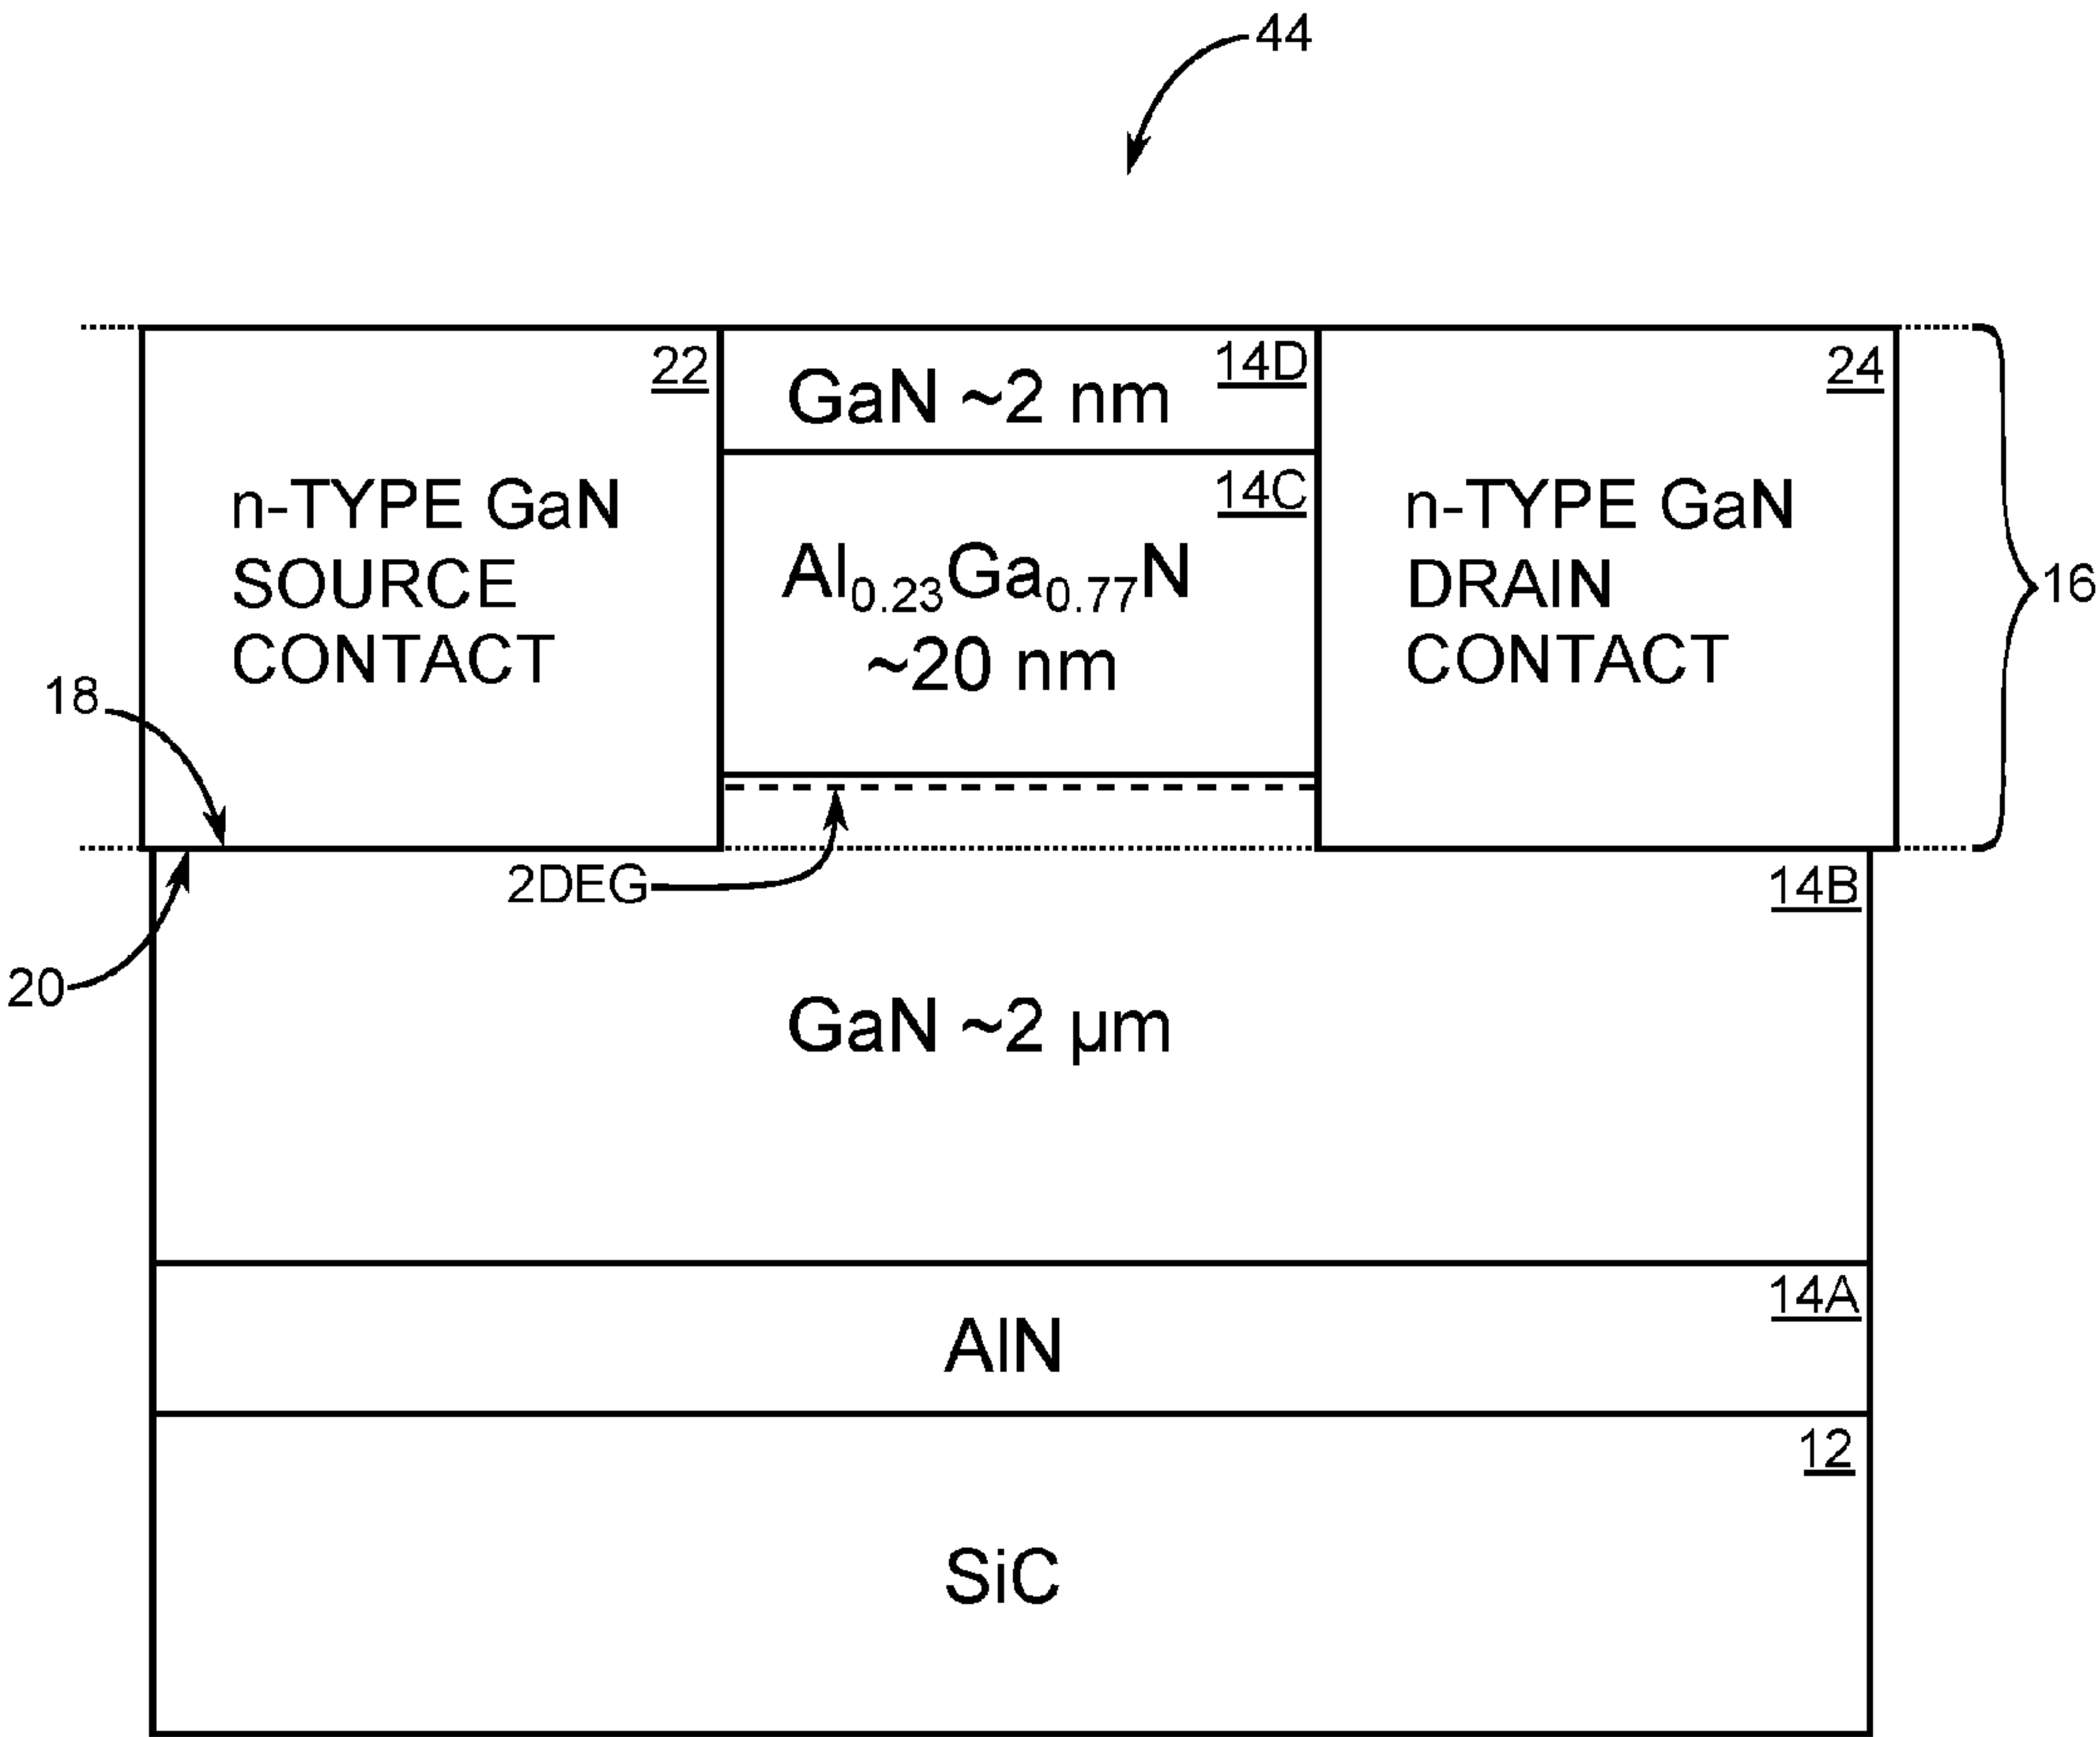 44
22
14D
24
GaN ~2 nm
14C
n-TYPE GaN
SOURCE
CONTACT
Al0.23Ga0.77N
~20 nm
n-TYPE GaN
DRAIN
CONTACT
16
18
2DEG
14B
20
GaN ~2 µm
14A
AlN
12
SiC